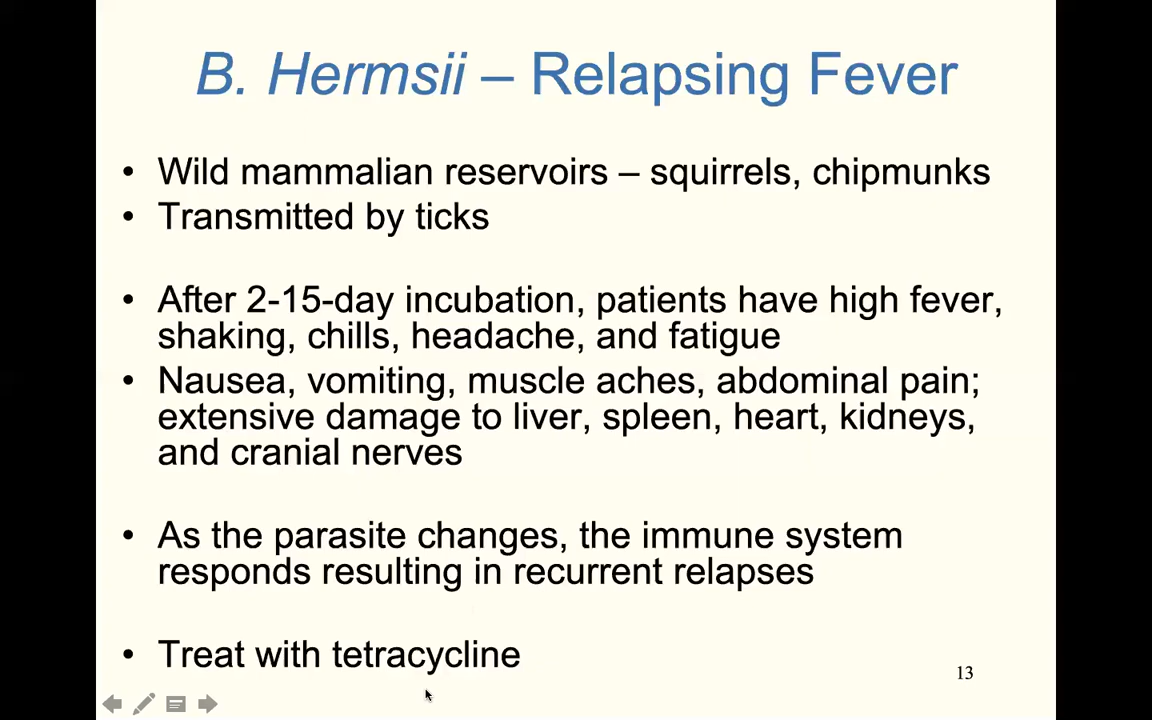 B. Hermsii – Relapsing Fever
• Wild mammalian reservoirs – squirrels, chipmunks
• Transmitted by ticks
• After 2-15-day incubation, patients have high fever,
shaking, chills, headache, and fatigue
• Nausea, vomiting, muscle aches, abdominal pain;
extensive damage to liver, spleen, heart, kidneys,
and cranial nerves
• As the parasite changes, the immune system
responds resulting in recurrent relapses
• Treat with tetracycline
13